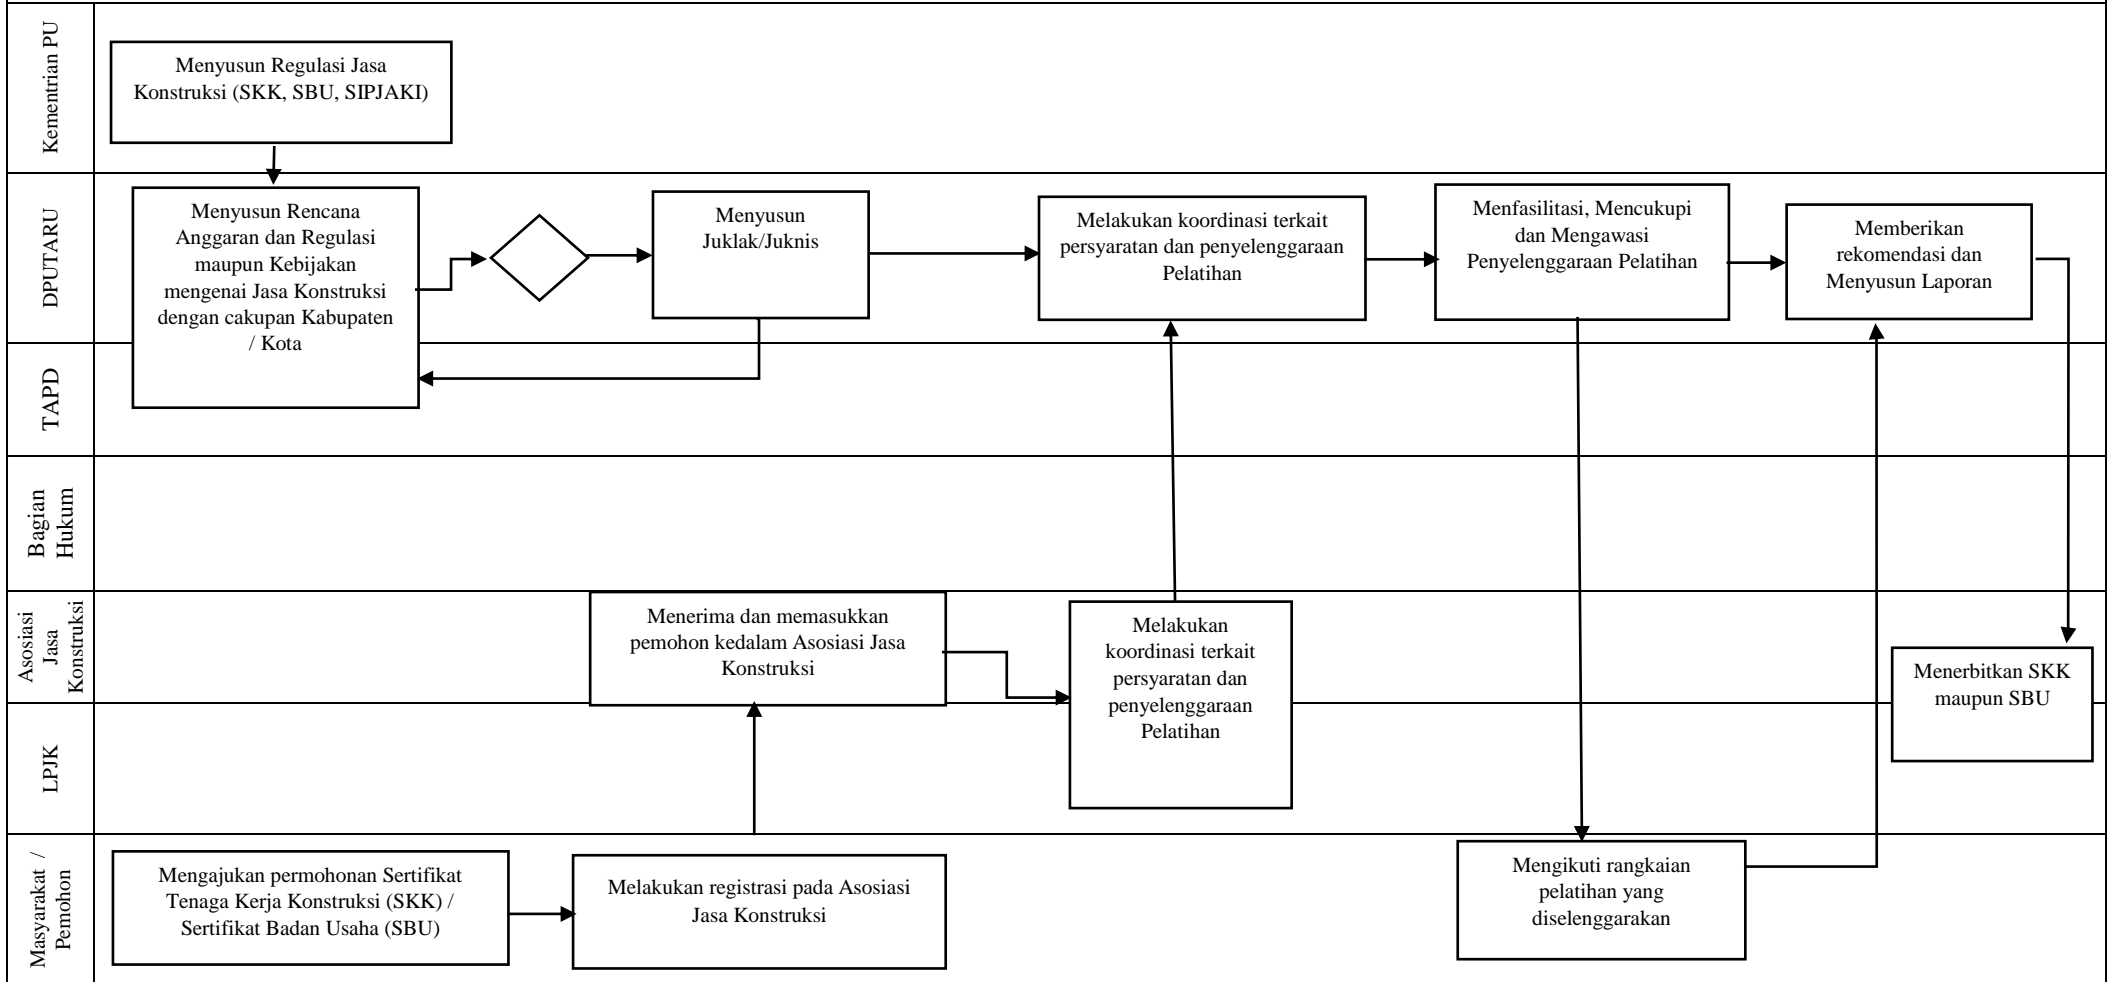 Kementrian PU
Menyusun Regulasi Jasa
Konstruksi (SKK, SBU, SIPJAKI)
DPUTARU
Menyusun Rencana
Anggaran dan Regulasi
maupun Kebijakan
mengenai Jasa Konstruksi
dengan cakupan Kabupaten
/ Kota
Menyusun
Juklak/Juknis
Melakukan koordinasi terkait
persyaratan dan penyelenggaraan
Pelatihan
Menfasilitasi, Mencukupi
dan Mengawasi
Penyelenggaraan Pelatihan
Memberikan
rekomendasi dan
Menyusun Laporan
TAPD
Bagian
Hukum
Asosiasi
Jasa
Konstruksi
Menerima dan memasukkan
pemohon kedalam Asosiasi Jasa
Konstruksi
Melakukan
koordinasi terkait
persyaratan dan
penyelenggaraan
Pelatihan
Menerbitkan SKK
maupun SBU
LPJK
Masyarakat /
Pemohon
Mengajukan permohonan Sertifikat
Tenaga Kerja Konstruksi (SKK) /
Sertifikat Badan Usaha (SBU)
Melakukan registrasi pada Asosiasi
Jasa Konstruksi
Mengikuti rangkaian
pelatihan yang
diselenggarakan